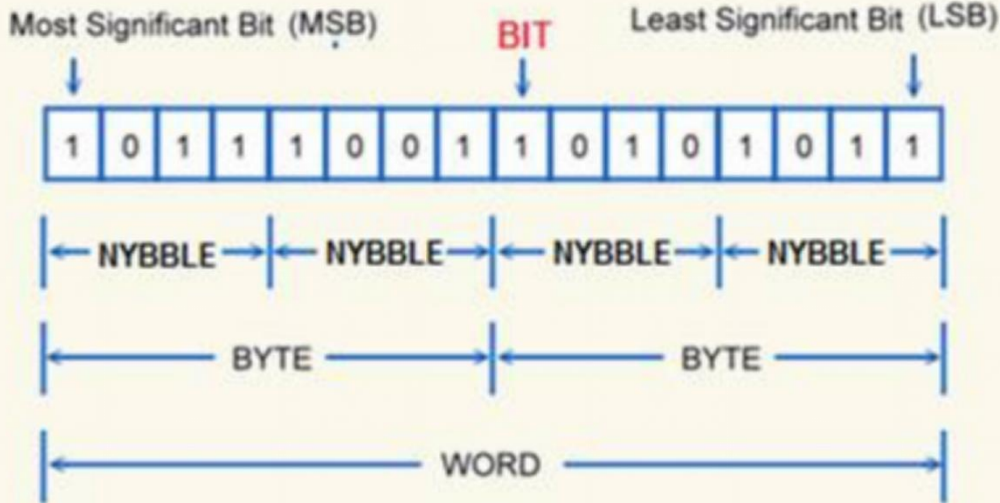 Most Significant Bit (MSB) BIT Least Significant Bit (LSB)
1 0 1 1 1 0 0 1 1 0 1 0 1 0 1 1
NYBBLE NYBBLE NYBBLE NYBBLE
BYTE BYTE
WORD